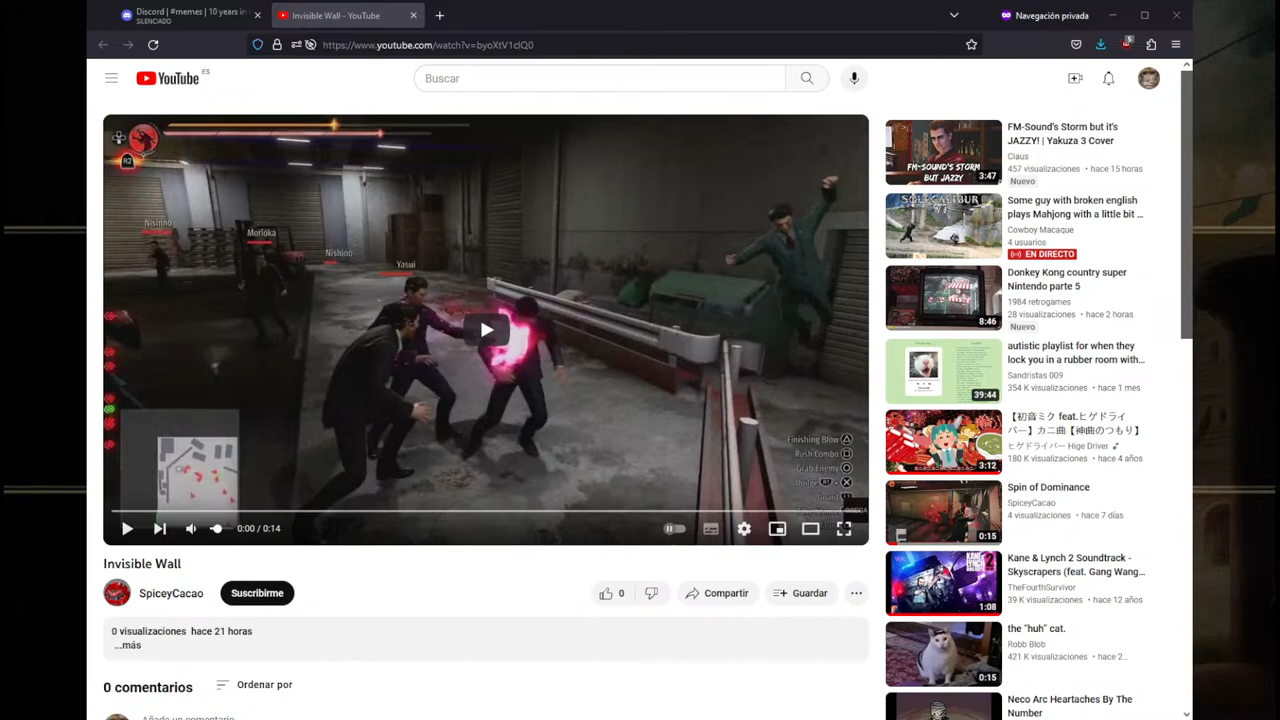 Discord | #memes | 10 years in
SILENCIADO
Invisible Wall - YouTube
Navegación privada
https://www.youtube.com/watch?v=byoXtV1cIQ0
5
YouTube
ES
Buscar
R2
Nishino
Morioka
Nishino
Yasui
Finishing Blow
Rush Combo
Grab Enemy
Dodge
Guard
0:00 / 0:14
Invisible Wall
SpiceyCacao
Suscribirme
0
Compartir
Guardar
0 visualizaciones hace 21 horas
...más
0 comentarios
Ordenar por
Añade un comentario
FM-SOUND'S STORM
BUT JAZZY
3:47
FM-Sound's Storm but it's
JAZZY! | Yakuza 3 Cover
Claus
457 visualizaciones • hace 15 horas
Nuevo
SOULCALIBUR
Some guy with broken english
plays Mahjong with a little bit ...
Cowboy Macaque
4 usuarios
EN DIRECTO
8:46
Donkey Kong country super
Nintendo parte 5
1984 retrogames
28 visualizaciones • hace 2 horas
Nuevo
39:44
autistic playlist for when they
lock you in a rubber room with...
Sandristas 009
354 K visualizaciones • hace 1 mes
3:12
【初音ミク feat.ヒゲドライ
バー】カニ曲【神曲のつもり】
ヒゲドライバー Hige Driver
180 K visualizaciones • hace 4 años
0:15
Spin of Dominance
SpiceyCacao
4 visualizaciones • hace 7 días
1:08
Kane & Lynch 2 Soundtrack -
Skyscrapers (feat. Gang Wang...
TheFourthSurvivor
39 K visualizaciones • hace 12 años
0:15
the "huh" cat.
Robb Blob
421 K visualizaciones • hace 2...
Neco Arc Heartaches By The
Number